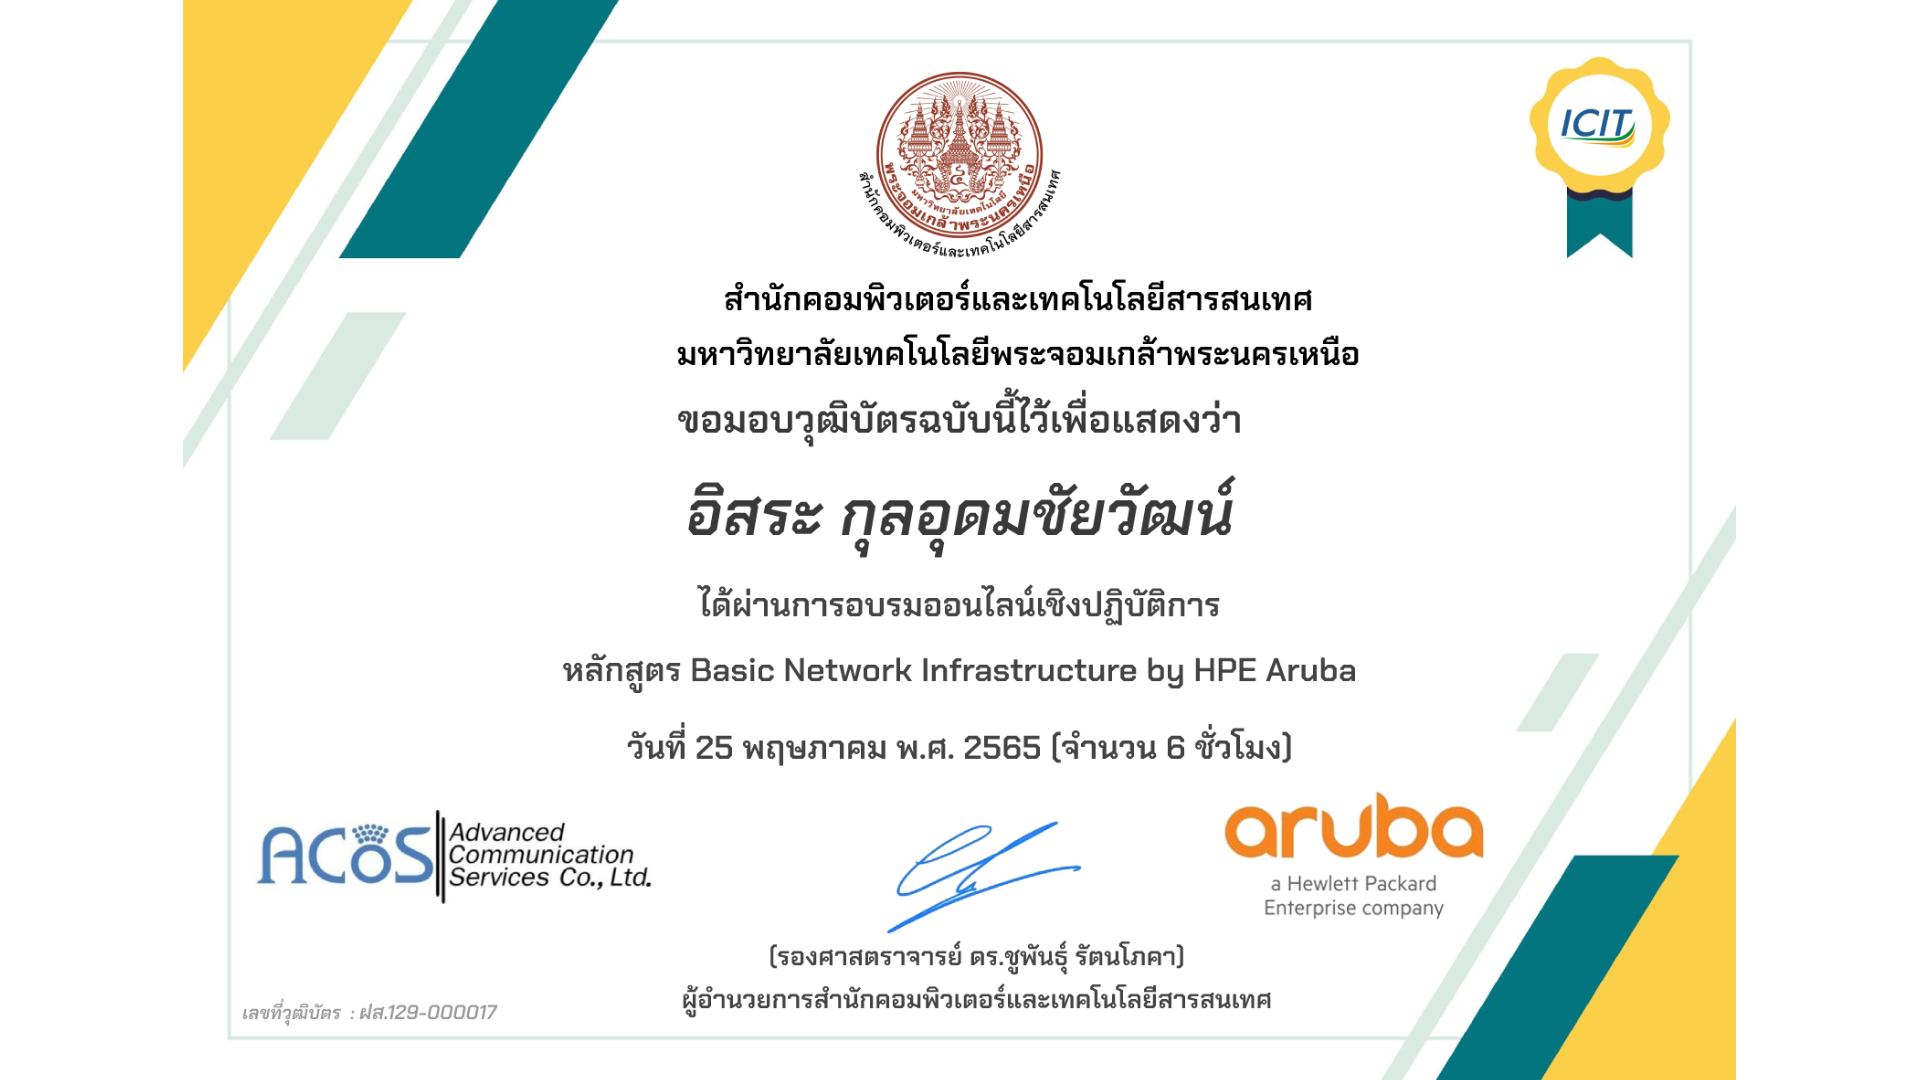 ICIT
มหาวิทยาลัยเทคโนโลยี
พระจอมเกล้าพระนครเหนือ
สำนักคอมพิวเตอร์และเทคโนโลยีสารสนเทศ
สำนักคอมพิวเตอร์และเทคโนโลยีสารสนเทศ
มหาวิทยาลัยเทคโนโลยีพระจอมเกล้าพระนครเหนือ
ขอมอบวุฒิบัตรฉบับนี้ไว้เพื่อแสดงว่า
อิสระ กุลอุดมชัยวัฒน์
ได้ผ่านการอบรมออนไลน์เชิงปฏิบัติการ
หลักสูตร Basic Network Infrastructure by HPE Aruba
วันที่ 25 พฤษภาคม พ.ศ. 2565 (จำนวน 6 ชั่วโมง)
ACOS
Advanced
Communication
Services Co., Ltd.
aruba
a Hewlett Packard
Enterprise company
(รองศาสตราจารย์ ดร.ชูพันธุ์ รัตนโภคา)
ผู้อำนวยการสำนักคอมพิวเตอร์และเทคโนโลยีสารสนเทศ
เลขที่วุฒิบัตร : ฝส.129-000017